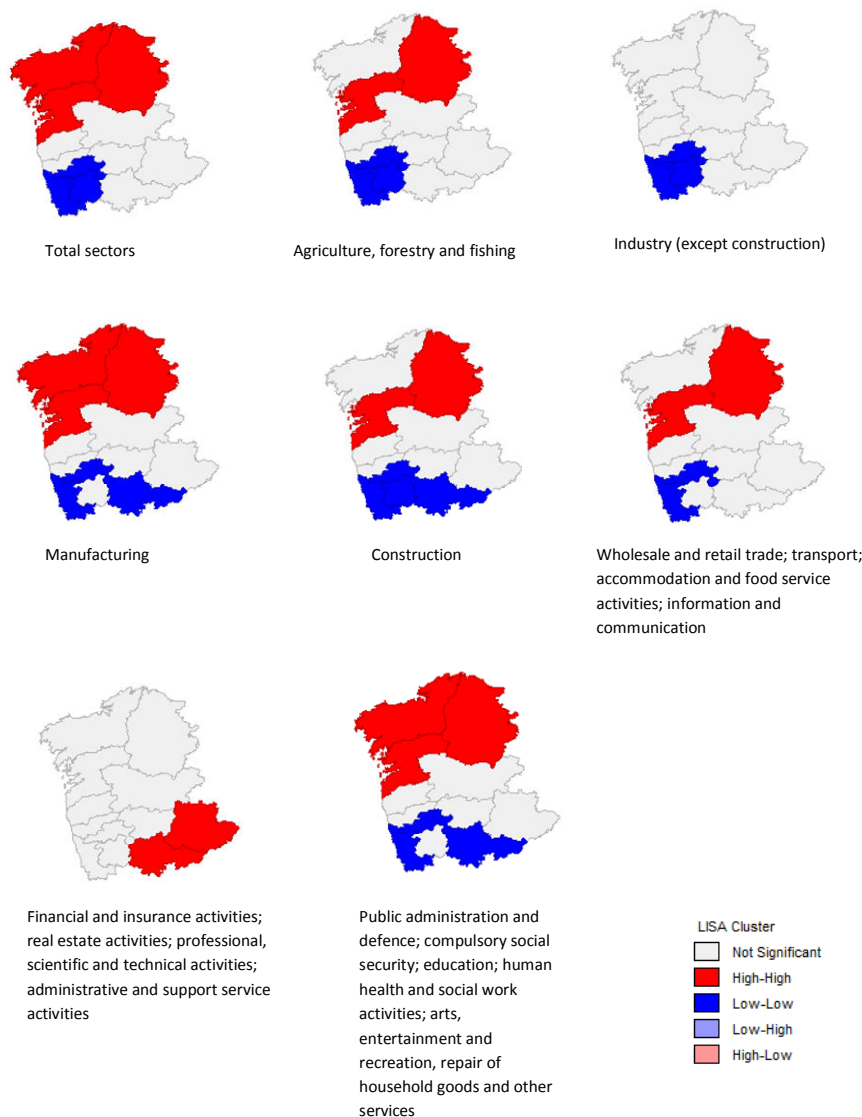 Total sectors
Agriculture, forestry and fishing
Industry (except construction)
Manufacturing
Construction
Wholesale and retail trade; transport;
accommodation and food service
activities; information and
communication
Financial and insurance activities;
real estate activities; professional,
scientific and technical activities;
administrative and support service
activities
Public administration and
defence; compulsory social
security; education; human
health and social work
activities; arts,
entertainment and
recreation, repair of
household goods and other
services
LISA Cluster
Not Significant
High-High
Low-Low
Low-High
High-Low